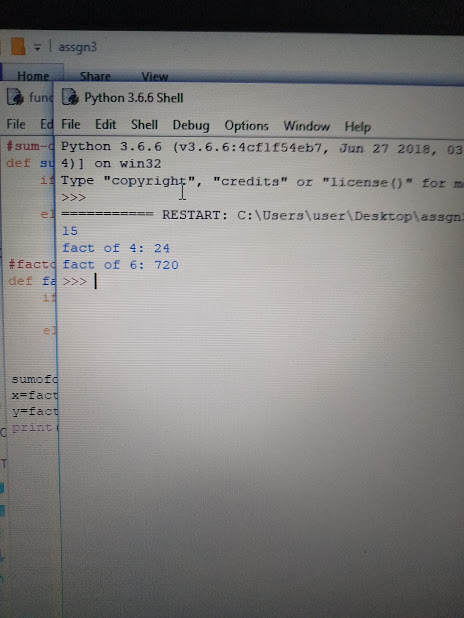 assgn3
Home Share View
func
Python 3.6.6 Shell
File Ed
File Edit Shell Debug Options Window Help
#sum-o
def su
if
el
#facto
def fa
if
el
sumofo
x=fact
y=fact
print(
Python 3.6.6 (v3.6.6:4cf1f54eb7, Jun 27 2018, 03
4)] on win32
Type "copyright", "credits" or "license()" for m
>>>
=========== RESTART: C:\Users\user\Desktop\assgn
15
fact of 4: 24
fact of 6: 720
>>>